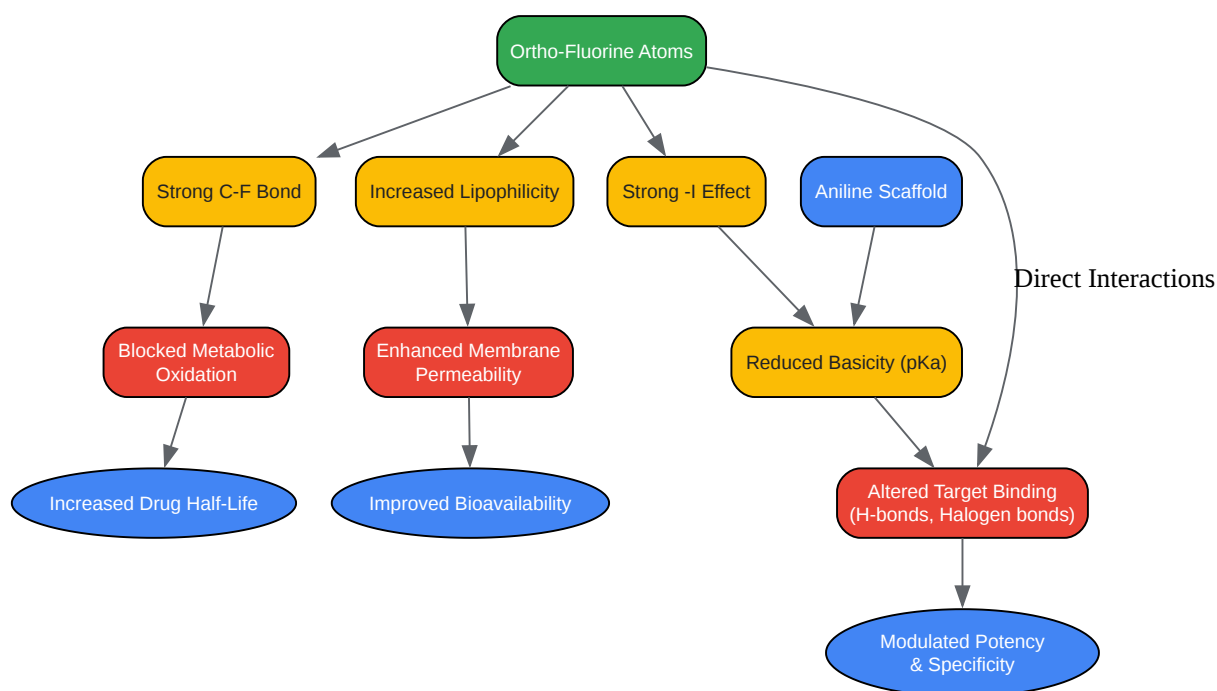 Ortho-Fluorine Atoms
Strong C-F Bond
Increased Lipophilicity
Strong -I Effect
Aniline Scaffold
Direct Interactions
Blocked Metabolic
Oxidation
Enhanced Membrane
Permeability
Reduced Basicity (pKa)
Increased Drug Half-Life
Improved Bioavailability
Altered Target Binding
(H-bonds, Halogen bonds)
Modulated Potency
& Specificity